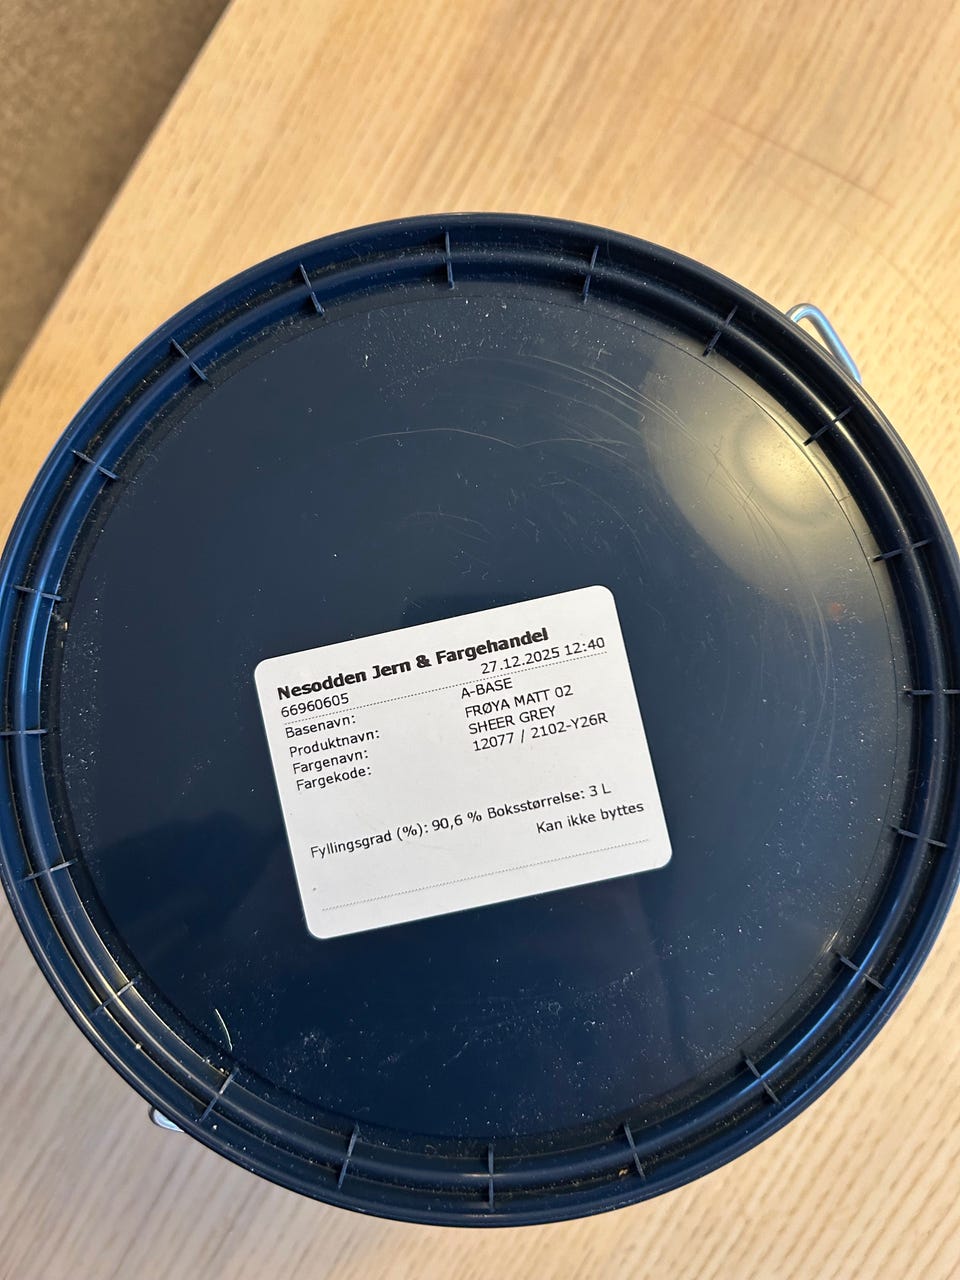 Nesodden Jern & Fargehandel
66960605 27.12.2025 12:40
Basenavn: A-BASE
Produktnavn: FRØYA MATT 02
Fargenavn: SHEER GREY
Fargekode: 12077 / 2102-Y26R
Fyllingsgrad (%): 90,6 % Boksstørrelse: 3 L
Kan ikke byttes